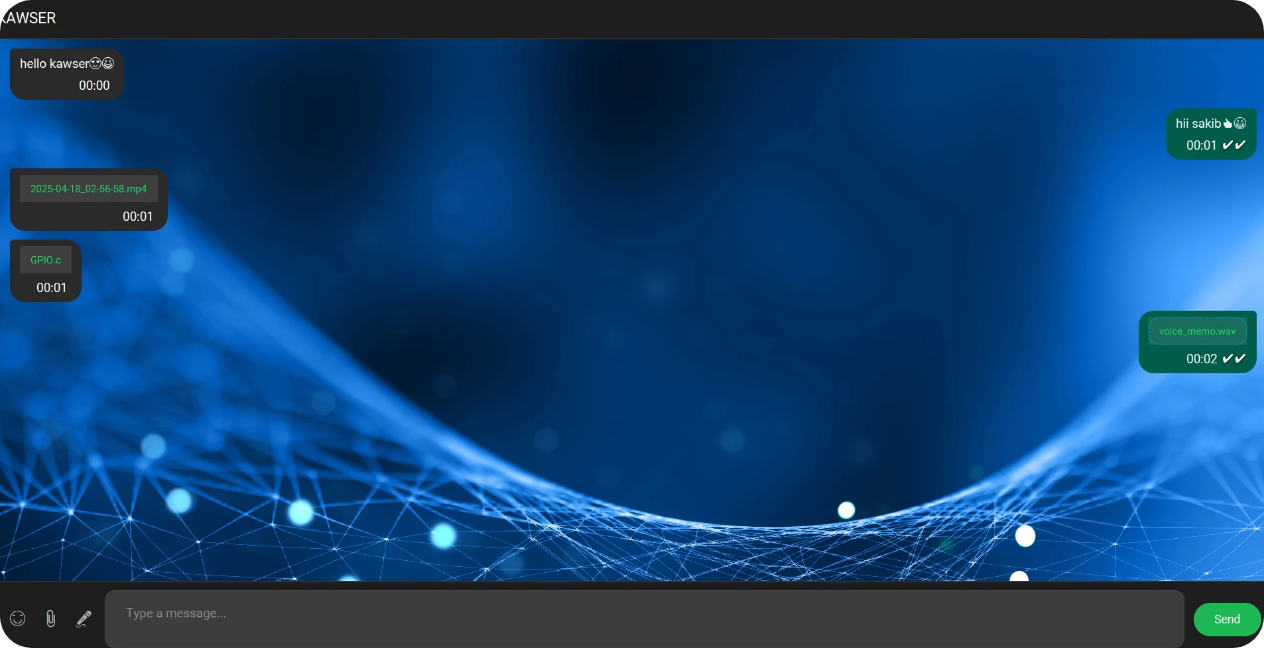 KAWSER
hello kawser😍😀
00:00
hii sakib👍😀
00:01 ✔✔
2025-04-18_02-56-58.mp4
00:01
GPIO.c
00:01
voice_memo.wav
00:02 ✔✔
Type a message...
Send